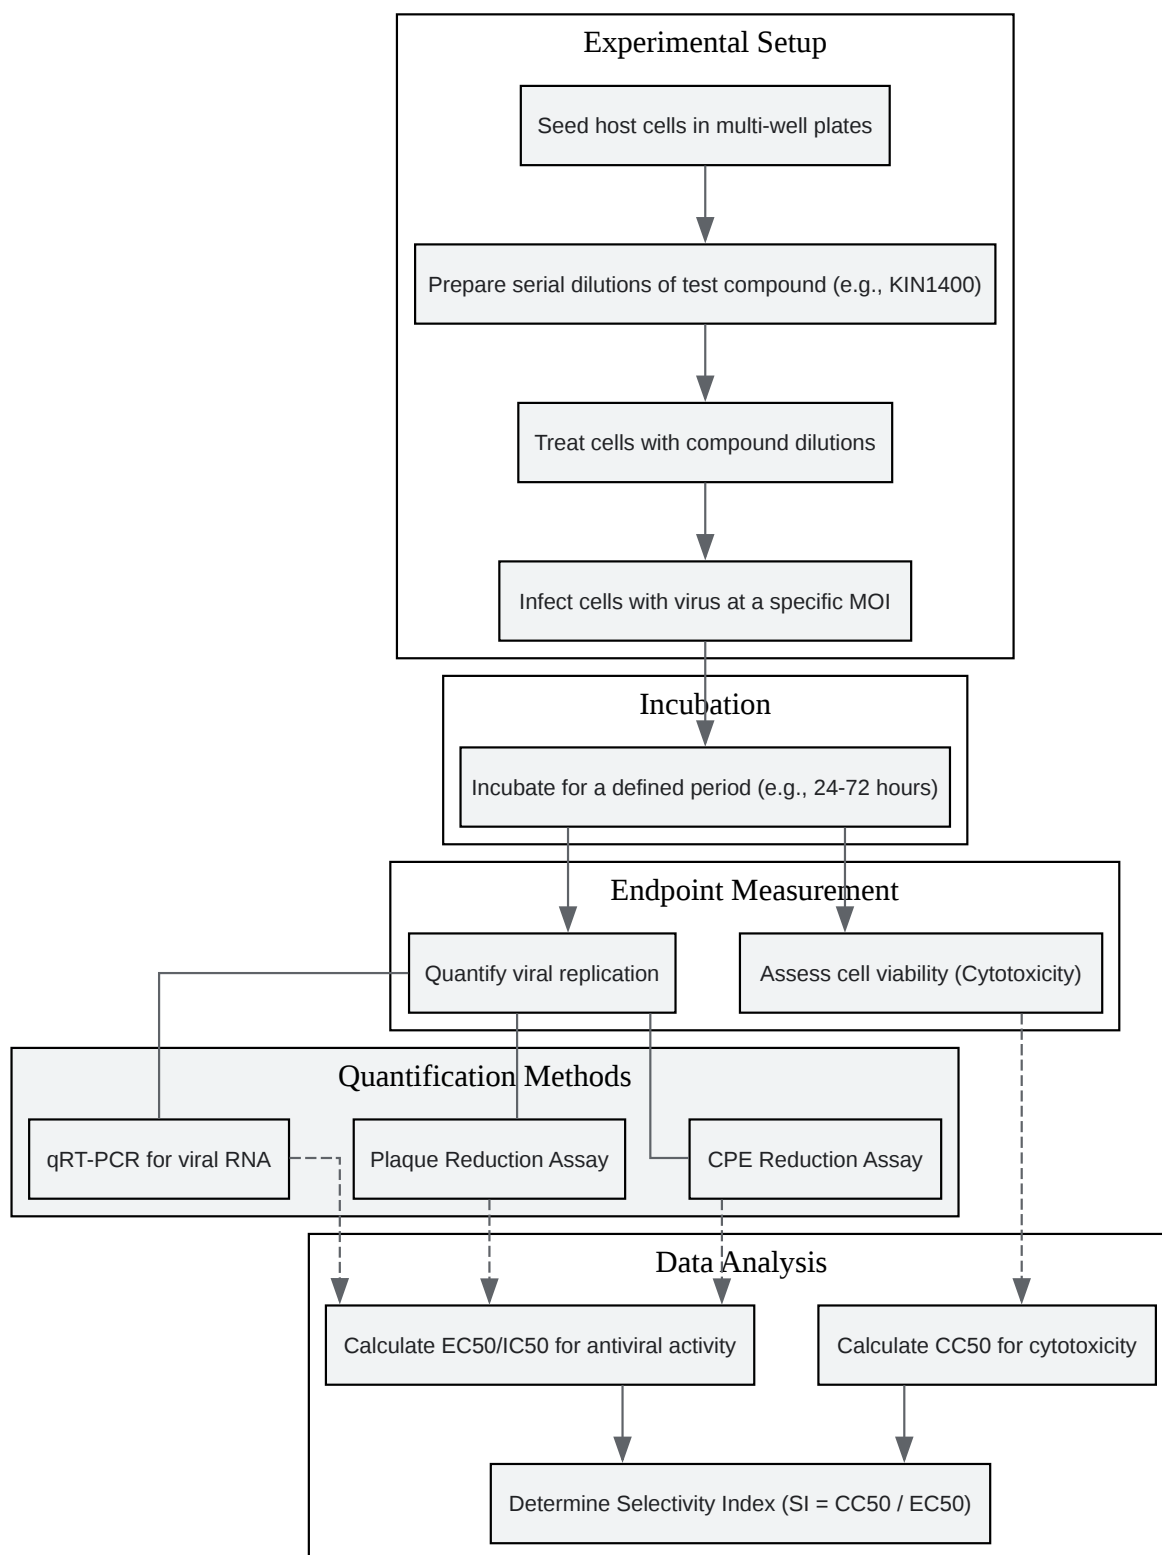 Experimental Setup
Seed host cells in multi-well plates
Prepare serial dilutions of test compound (e.g., KIN1400)
Treat cells with compound dilutions
Infect cells with virus at a specific MOI
Incubation
Incubate for a defined period (e.g., 24-72 hours)
Endpoint Measurement
Quantify viral replication
Assess cell viability (Cytotoxicity)
Quantification Methods
qRT-PCR for viral RNA
Plaque Reduction Assay
CPE Reduction Assay
Data Analysis
Calculate EC50/IC50 for antiviral activity
Calculate CC50 for cytotoxicity
Determine Selectivity Index (SI = CC50 / EC50)